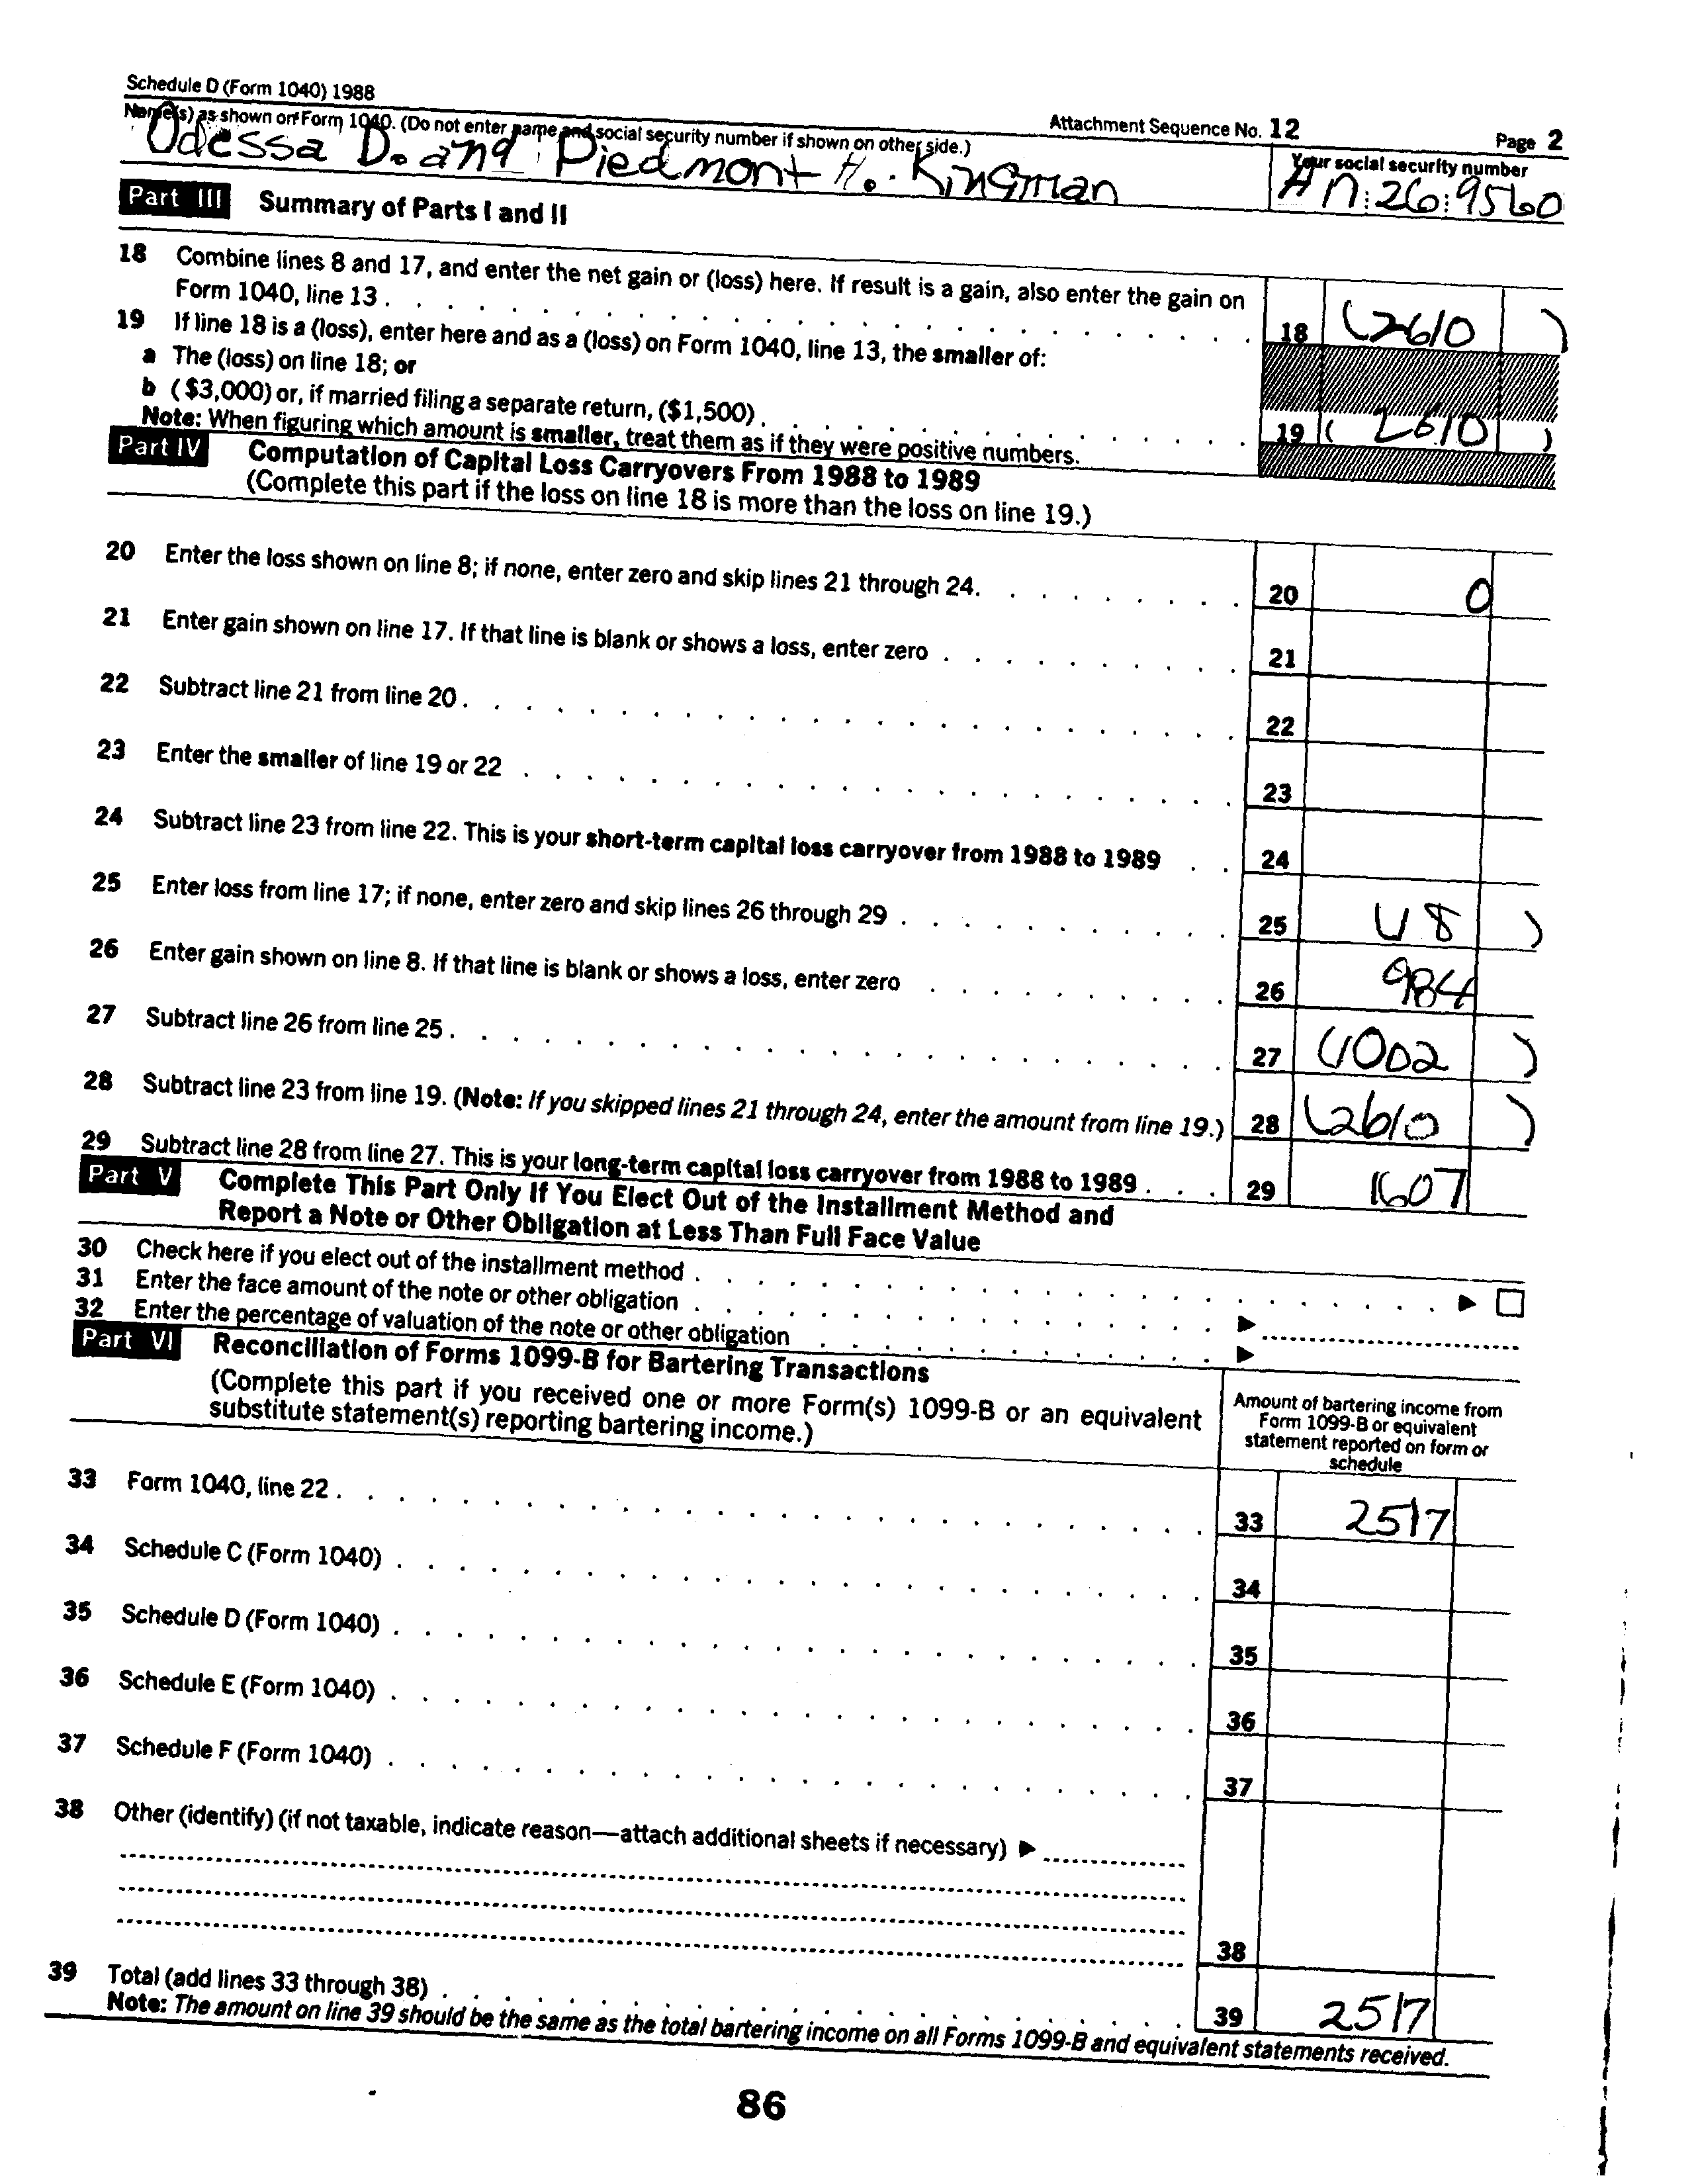 Schedule D (Form 1040) 1988
Attachment Sequence No. 12
Page 2
Name(s) as shown on Form 1040. (Do not enter name and social security number if shown on other side.)
Your social security number
Odessa D. and Piedmont H. Kingman
26 9560
Part III Summary of Parts I and II
18 Combine lines 8 and 17, and enter the net gain or (loss) here. If result is a gain, also enter the gain on
Form 1040, line 13 . . . . 18 (2610 )
19 If line 18 is a (loss), enter here and as a (loss) on Form 1040, line 13, the smaller of:
a The (loss) on line 18; or
b ($3,000) or, if married filing a separate return, ($1,500) . . . . 19 ( 2610 )
Note: When figuring which amount is smaller, treat them as if they were positive numbers.
Part IV Computation of Capital Loss Carryovers From 1988 to 1989
(Complete this part if the loss on line 18 is more than the loss on line 19.)
20 Enter the loss shown on line 8; if none, enter zero and skip lines 21 through 24. . . . . 20 0
21 Enter gain shown on line 17. If that line is blank or shows a loss, enter zero . . . . 21
22 Subtract line 21 from line 20 . . . . 22
23 Enter the smaller of line 19 or 22 . . . . 23
24 Subtract line 23 from line 22. This is your short-term capital loss carryover from 1988 to 1989 . . 24
25 Enter loss from line 17; if none, enter zero and skip lines 26 through 29 . . . . 25 8 )
26 Enter gain shown on line 8. If that line is blank or shows a loss, enter zero . . . . 26 984
27 Subtract line 26 from line 25 . . . . 27 (1002 )
28 Subtract line 23 from line 19. (Note: If you skipped lines 21 through 24, enter the amount from line 19.) 28 (2610 )
29 Subtract line 28 from line 27. This is your long-term capital loss carryover from 1988 to 1989 . . . 29 1607
Part V Complete This Part Only If You Elect Out of the Installment Method and
Report a Note or Other Obligation at Less Than Full Face Value
30 Check here if you elect out of the installment method . . . . ► ☐
31 Enter the face amount of the note or other obligation . . . . ►
32 Enter the percentage of valuation of the note or other obligation . . . . ►
Part VI Reconciliation of Forms 1099-B for Bartering Transactions
(Complete this part if you received one or more Form(s) 1099-B or an equivalent
substitute statement(s) reporting bartering income.)
Amount of bartering income from
Form 1099-B or equivalent
statement reported on form or
schedule
33 Form 1040, line 22 . . . . 33 2517
34 Schedule C (Form 1040) . . . . 34
35 Schedule D (Form 1040) . . . . 35
36 Schedule E (Form 1040) . . . . 36
37 Schedule F (Form 1040) . . . . 37
38 Other (identify) (if not taxable, indicate reason—attach additional sheets if necessary) ►
38
39 Total (add lines 33 through 38) . . . . 39 2517
Note: The amount on line 39 should be the same as the total bartering income on all Forms 1099-B and equivalent statements received.
86